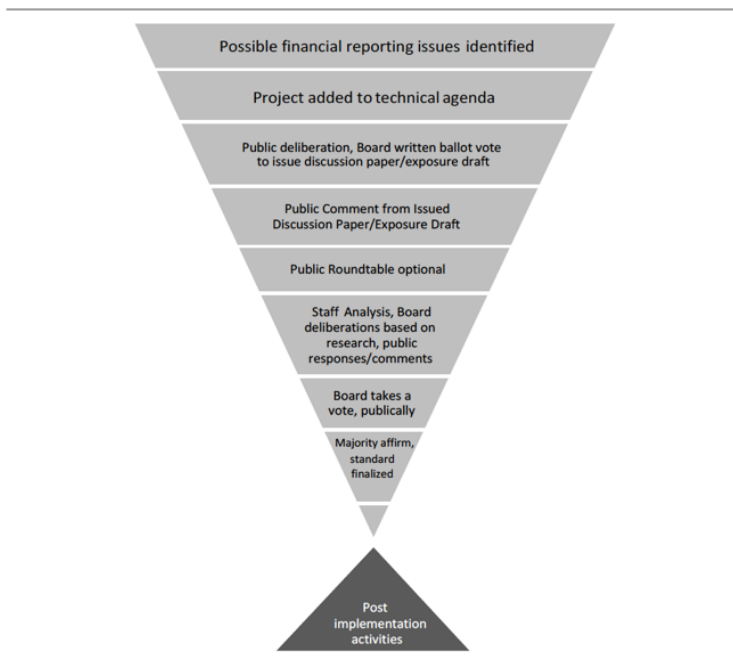 Possible financial reporting issues identified
Project added to technical agenda
Public deliberation, Board written ballot vote
to issue discussion paper/exposure draft
Public Comment from Issued
Discussion Paper/Exposure Draft
Public Roundtable optional
Staff Analysis, Board
deliberations based on
research, public
responses/comments
Board takes a
vote, publically
Majority affirm,
standard
finalized
Post
implementation
activities